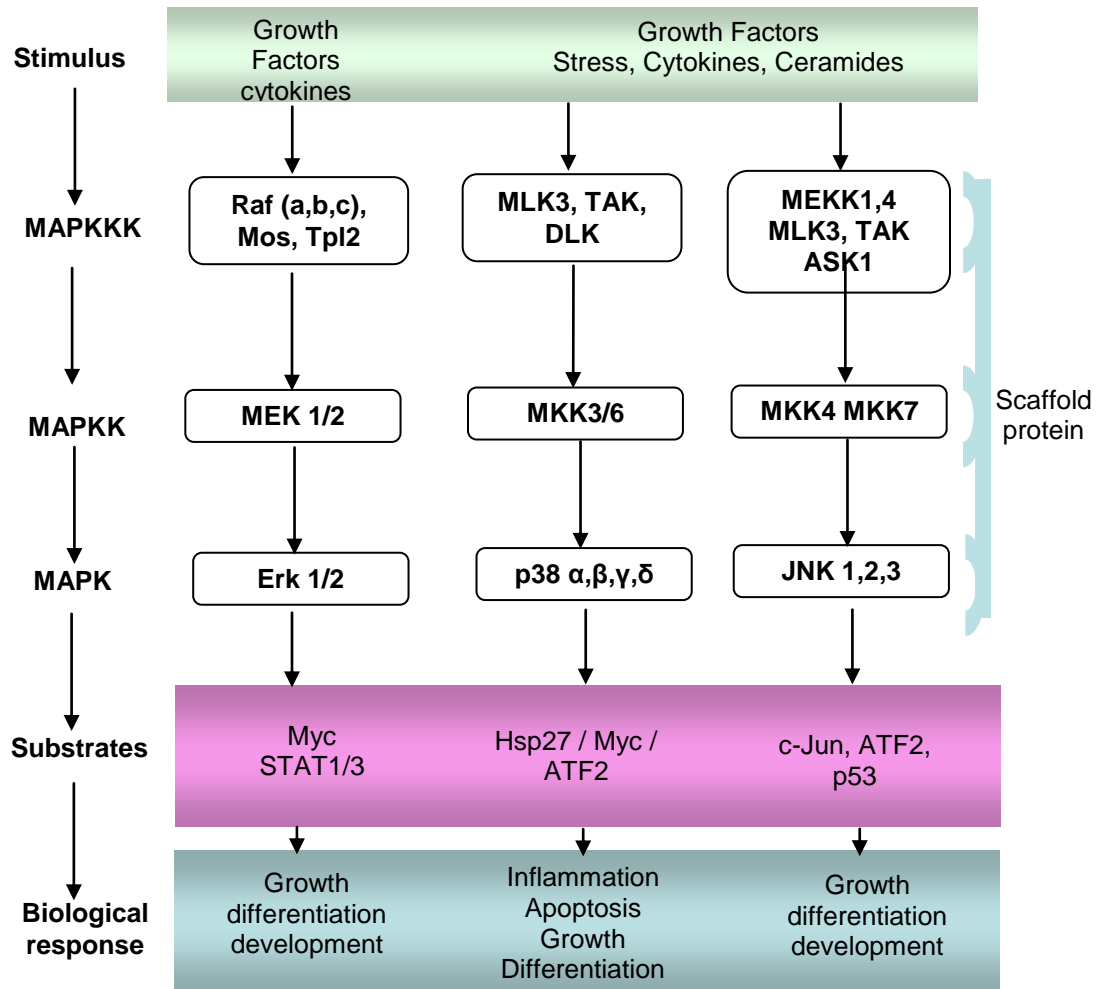 Stimulus
Growth
Factors
cytokines
Growth Factors
Stress, Cytokines, Ceramides
MAPKKK
Raf (a,b,c),
Mos, Tpl2
MLK3, TAK,
DLK
MEKK1,4
MLK3, TAK
ASK1
MAPKK
MEK 1/2
MKK3/6
MKK4 MKK7
Scaffold
protein
MAPK
Erk 1/2
p38 α,β,γ,δ
JNK 1,2,3
Substrates
Myc
STAT1/3
Hsp27 / Myc /
ATF2
c-Jun, ATF2,
p53
Biological
response
Growth
differentiation
development
Inflammation
Apoptosis
Growth
Differentiation
Growth
differentiation
development